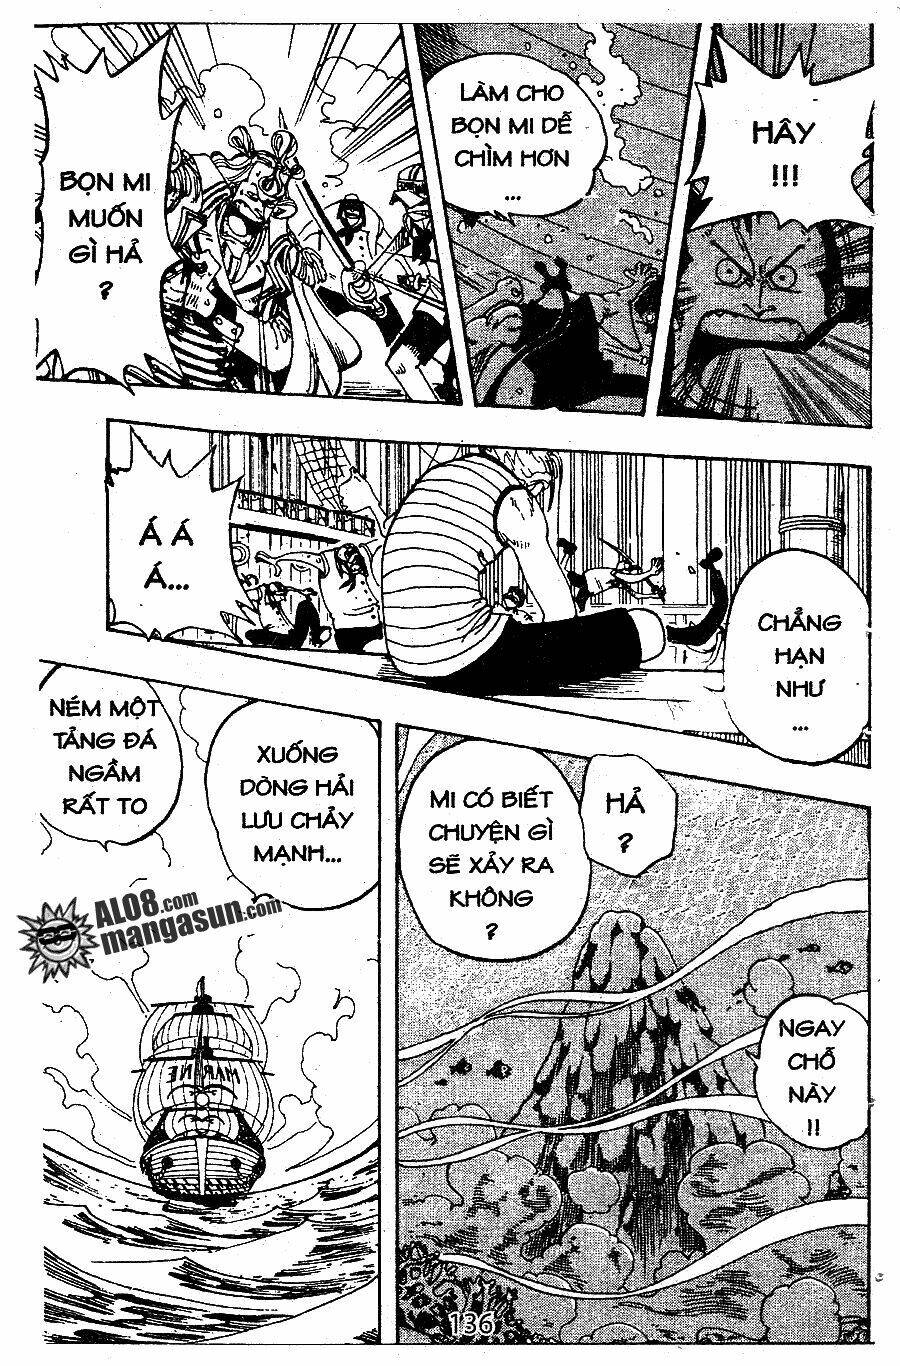 BỌN MI
MUỐN
GÌ HẢ
?
LÀM CHO
BỌN MI DỄ
CHÌM HƠN
...
HÂY
!!!
Á Á
Á...
CHẲNG
HẠN
NHƯ
...
NÉM MỘT
TẢNG ĐÁ
NGẦM
RẤT TO
XUỐNG
DÒNG HẢI
LƯU CHẢY
MẠNH...
AL08.com
mangasun.com
MARINE
MI CÓ BIẾT
CHUYỆN GÌ
SẼ XẢY RA
KHÔNG
?
HẢ
?
NGAY
CHỖ
NÀY
!!
136